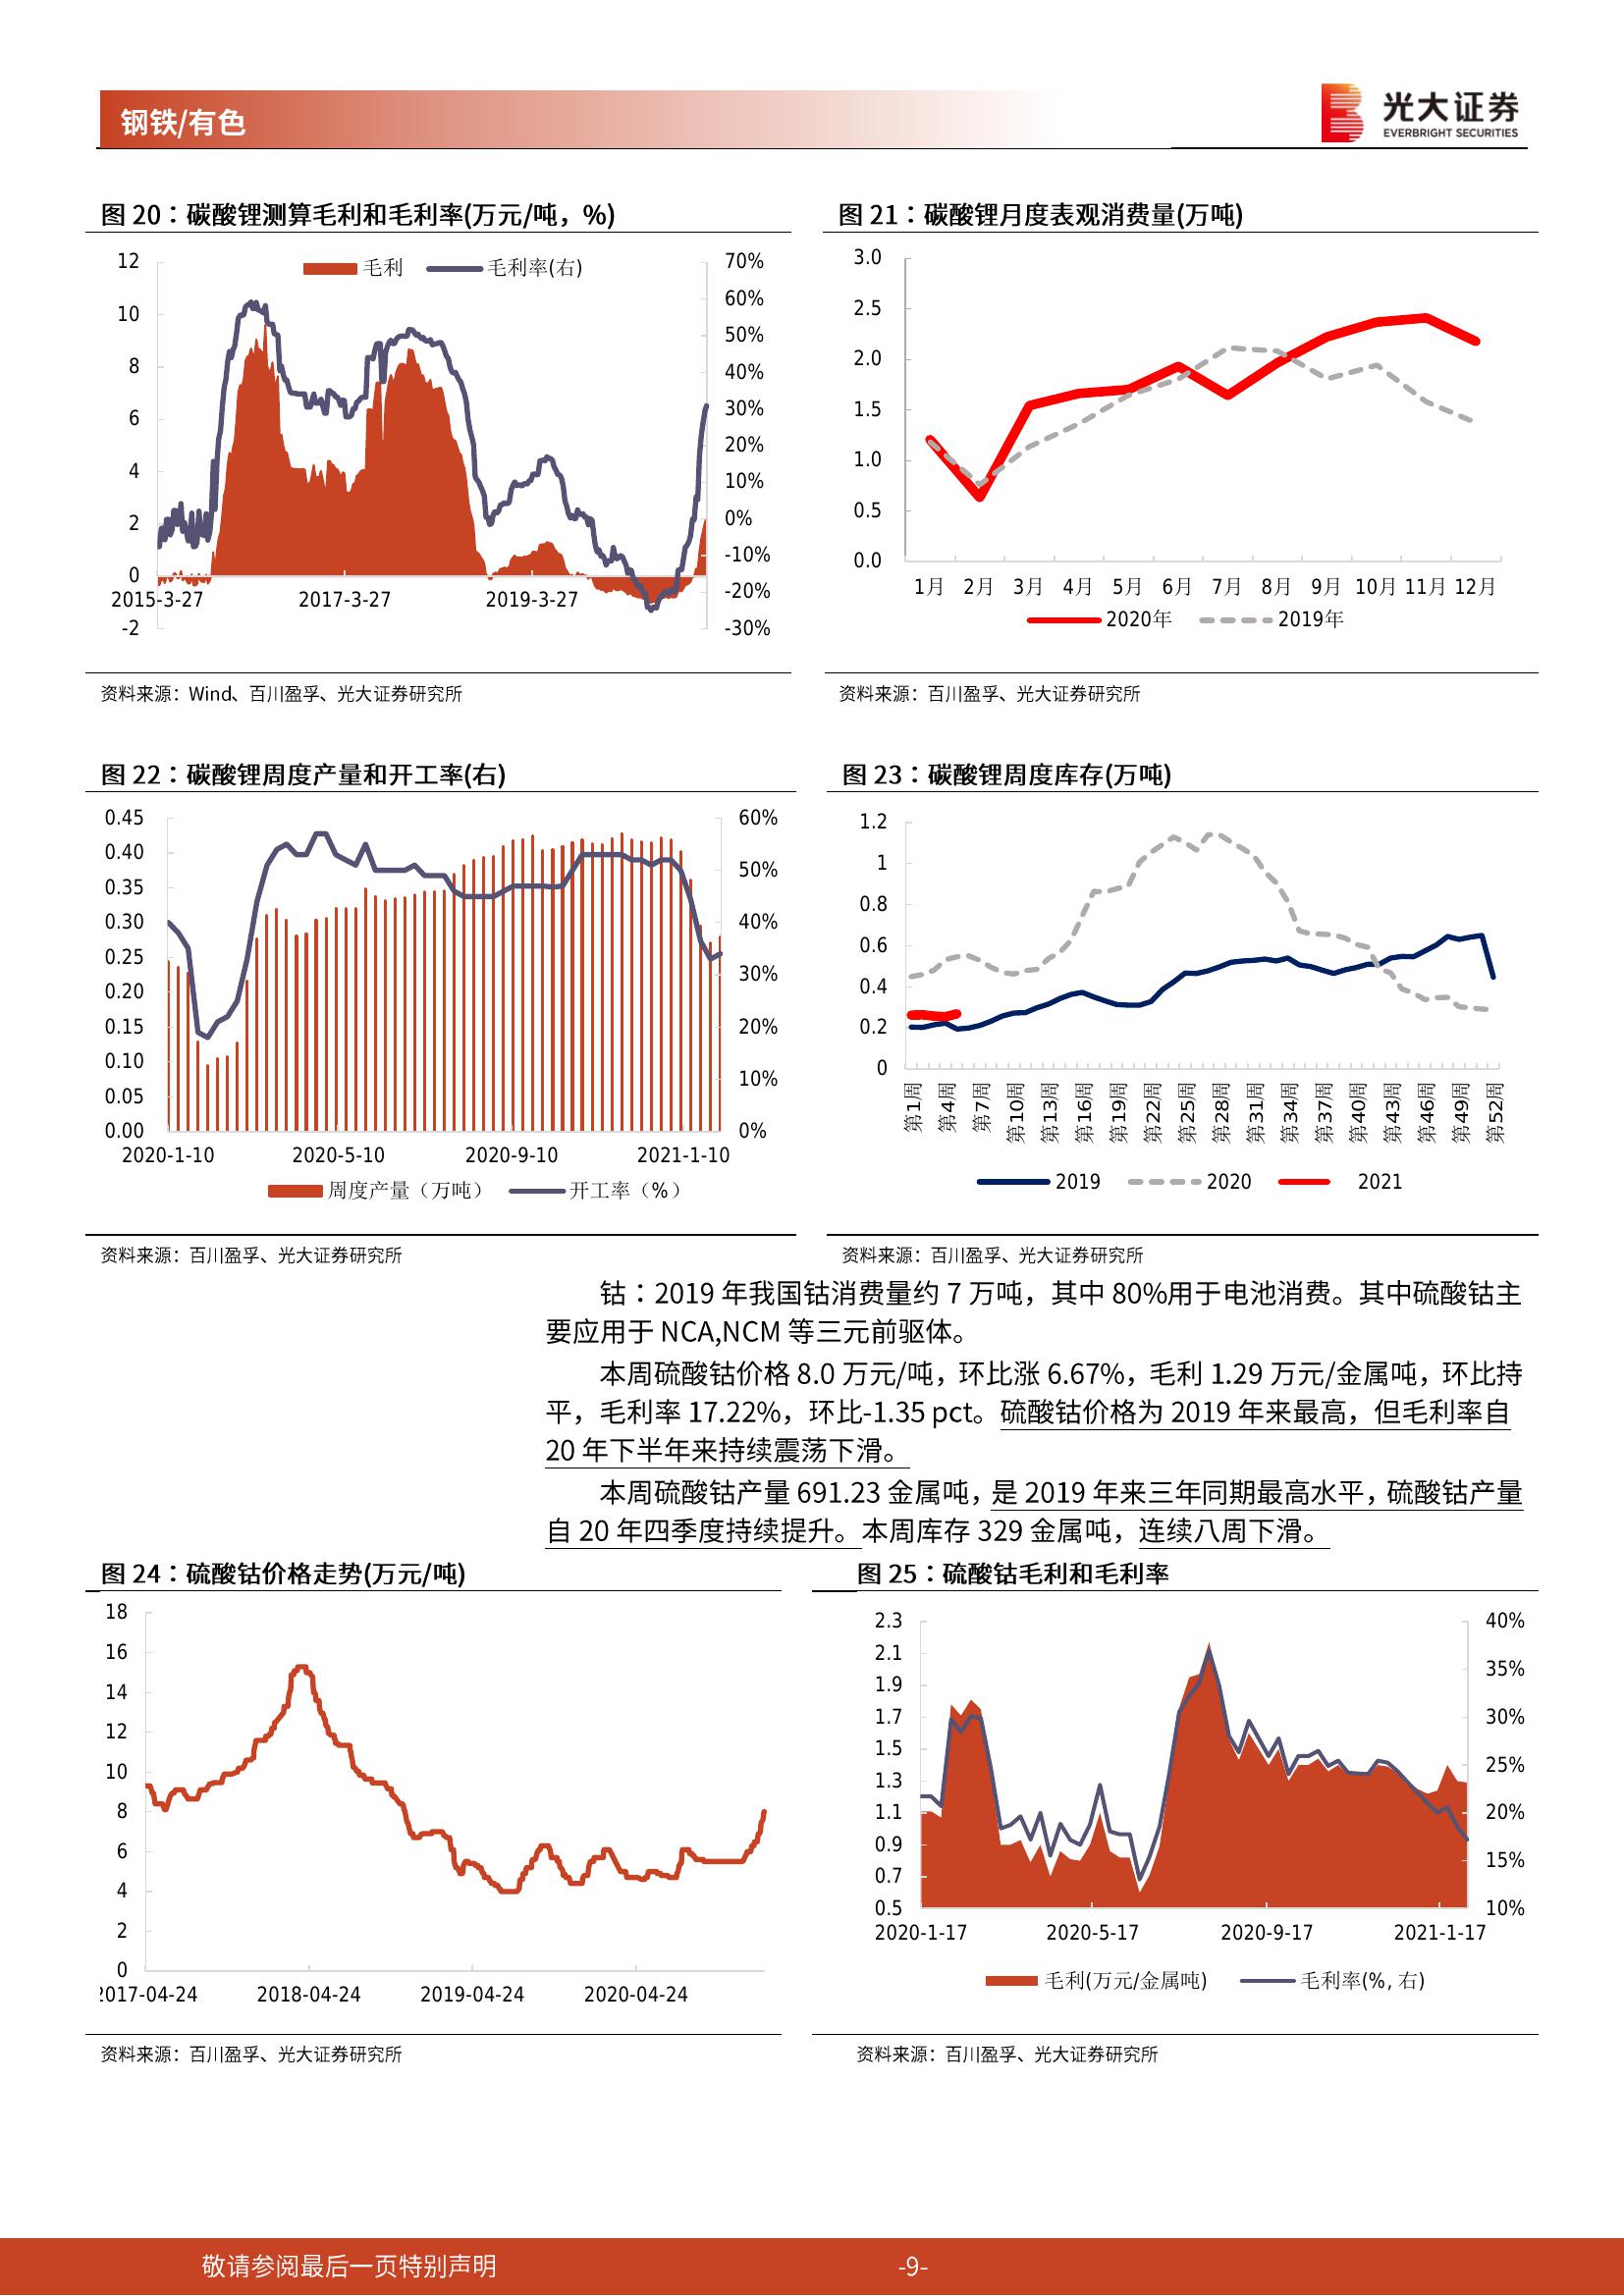 钢铁/有色
光大证券
EVERBRIGHT SECURITIES
图 20：碳酸锂测算毛利和毛利率(万元/吨，%)
12
10
8
6
4
2
0
-2
70%
60%
50%
40%
30%
20%
10%
0%
-10%
-20%
-30%
毛利 毛利率(右)
2015-3-27 2017-3-27 2019-3-27
资料来源：Wind、百川盈孚、光大证券研究所
图 21：碳酸锂月度表观消费量(万吨)
3.0
2.5
2.0
1.5
1.0
0.5
0.0
1月 2月 3月 4月 5月 6月 7月 8月 9月 10月 11月 12月
2020年 2019年
资料来源：百川盈孚、光大证券研究所
图 22：碳酸锂周度产量和开工率(右)
0.45
0.40
0.35
0.30
0.25
0.20
0.15
0.10
0.05
0.00
60%
50%
40%
30%
20%
10%
0%
2020-1-10 2020-5-10 2020-9-10 2021-1-10
周度产量（万吨） 开工率（%）
资料来源：百川盈孚、光大证券研究所
图 23：碳酸锂周度库存(万吨)
1.2
1
0.8
0.6
0.4
0.2
0
第1周 第4周 第7周 第10周 第13周 第16周 第19周 第22周 第25周 第28周 第31周 第34周 第37周 第40周 第43周 第46周 第49周 第52周
2019 2020 2021
资料来源：百川盈孚、光大证券研究所
钴：2019 年我国钴消费量约 7 万吨，其中 80%用于电池消费。其中硫酸钴主
要应用于 NCA,NCM 等三元前驱体。
本周硫酸钴价格 8.0 万元/吨，环比涨 6.67%，毛利 1.29 万元/金属吨，环比持
平，毛利率 17.22%，环比-1.35 pct。硫酸钴价格为 2019 年来最高，但毛利率自
20 年下半年来持续震荡下滑。
本周硫酸钴产量 691.23 金属吨，是 2019 年来三年同期最高水平，硫酸钴产量
自 20 年四季度持续提升。本周库存 329 金属吨，连续八周下滑。
图 24：硫酸钴价格走势(万元/吨)
18
16
14
12
10
8
6
4
2
0
2017-04-24 2018-04-24 2019-04-24 2020-04-24
资料来源：百川盈孚、光大证券研究所
图 25：硫酸钴毛利和毛利率
2.3
2.1
1.9
1.7
1.5
1.3
1.1
0.9
0.7
0.5
40%
35%
30%
25%
20%
15%
10%
2020-1-17 2020-5-17 2020-9-17 2021-1-17
毛利(万元/金属吨) 毛利率(%, 右)
资料来源：百川盈孚、光大证券研究所
敬请参阅最后一页特别声明 -9-